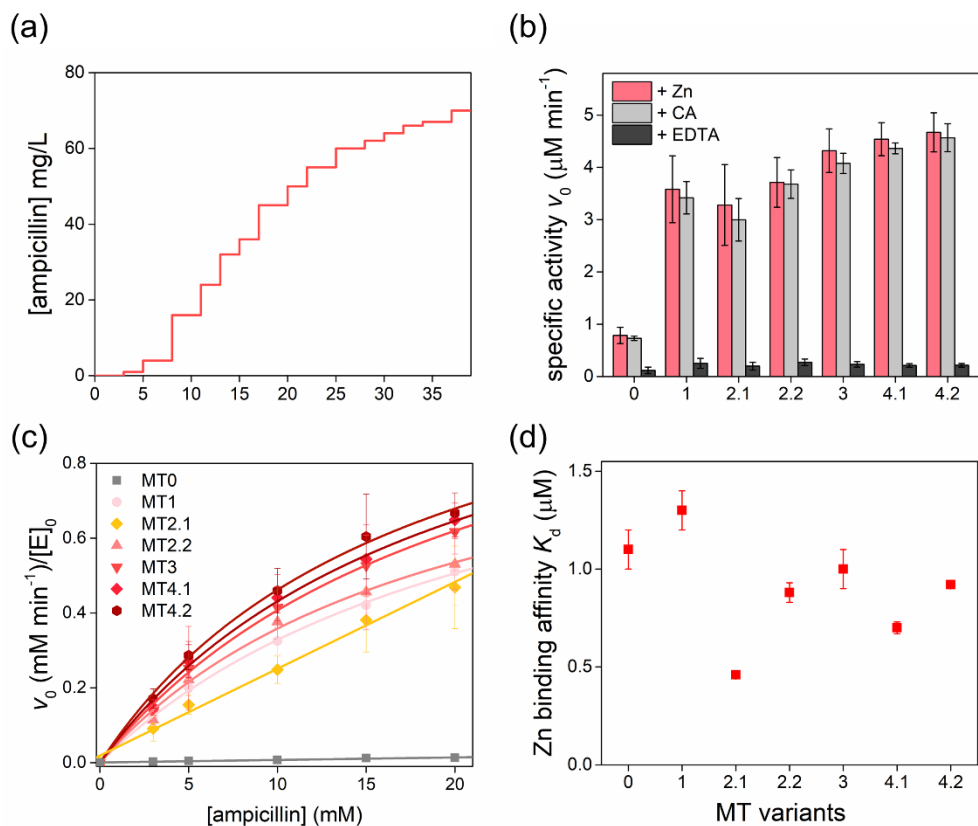 (a)
80
60
40
20
0
[ampicillin] mg/L
0 5 10 15 20 25 30 35
(b)
+ Zn
+ CA
+ EDTA
5
4
3
2
1
0
specific activity v₀ (μM min⁻¹)
0 1 2.1 2.2 3 4.1 4.2
(c)
0.8
0.6
0.4
0.2
0.0
v₀ (mM min⁻¹)/[E]₀
MT0
MT1
MT2.1
MT2.2
MT3
MT4.1
MT4.2
0 5 10 15 20
[ampicillin] (mM)
(d)
1.5
1.0
0.5
0.0
Zn binding affinity K_d (μM)
0 1 2.1 2.2 3 4.1 4.2
MT variants